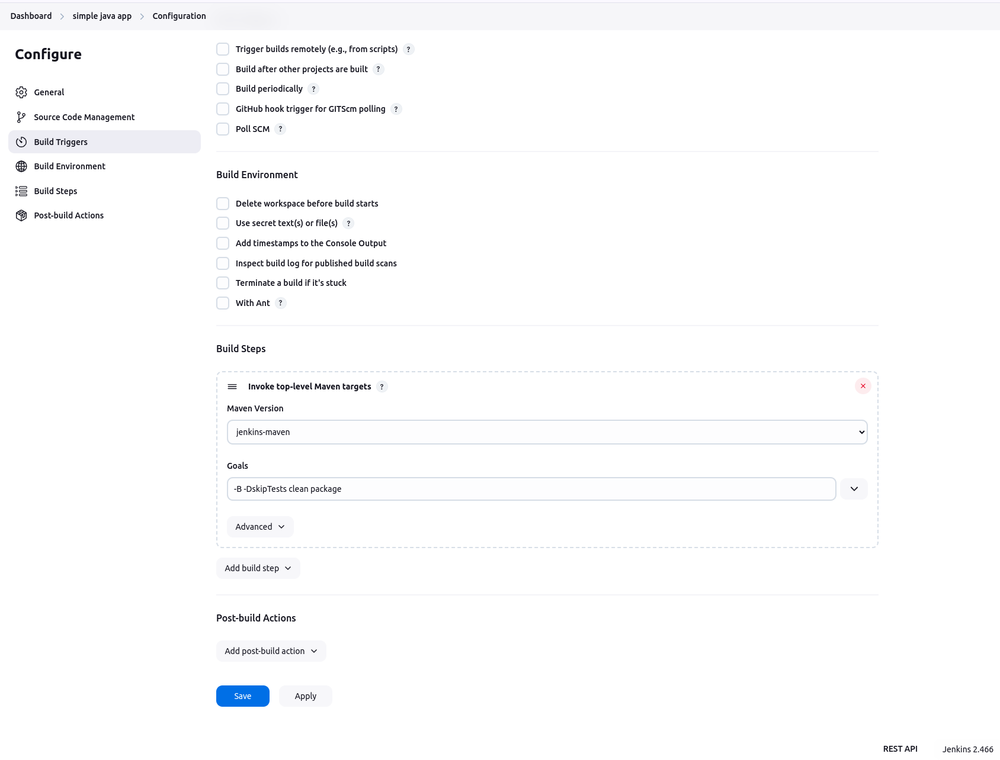 Dashboard
simple java app
Configuration
Configure
General
Source Code Management
Build Triggers
Build Environment
Build Steps
Post-build Actions
Trigger builds remotely (e.g., from scripts) ?
Build after other projects are built ?
Build periodically ?
GitHub hook trigger for GITScm polling ?
Poll SCM ?
Build Environment
Delete workspace before build starts
Use secret text(s) or file(s) ?
Add timestamps to the Console Output
Inspect build log for published build scans
Terminate a build if it's stuck
With Ant ?
Build Steps
Invoke top-level Maven targets ?
Maven Version
jenkins-maven
Goals
-B -DskipTests clean package
Advanced
Add build step
Post-build Actions
Add post-build action
Save
Apply
REST API
Jenkins 2.466